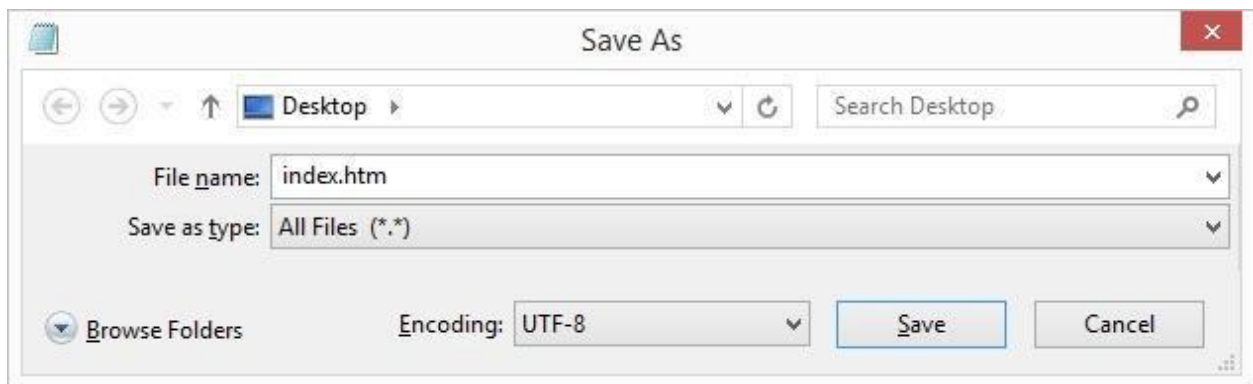 Save As
Desktop
Search Desktop
File name: index.htm
Save as type: All Files (*.*)
Browse Folders Encoding: UTF-8 Save Cancel